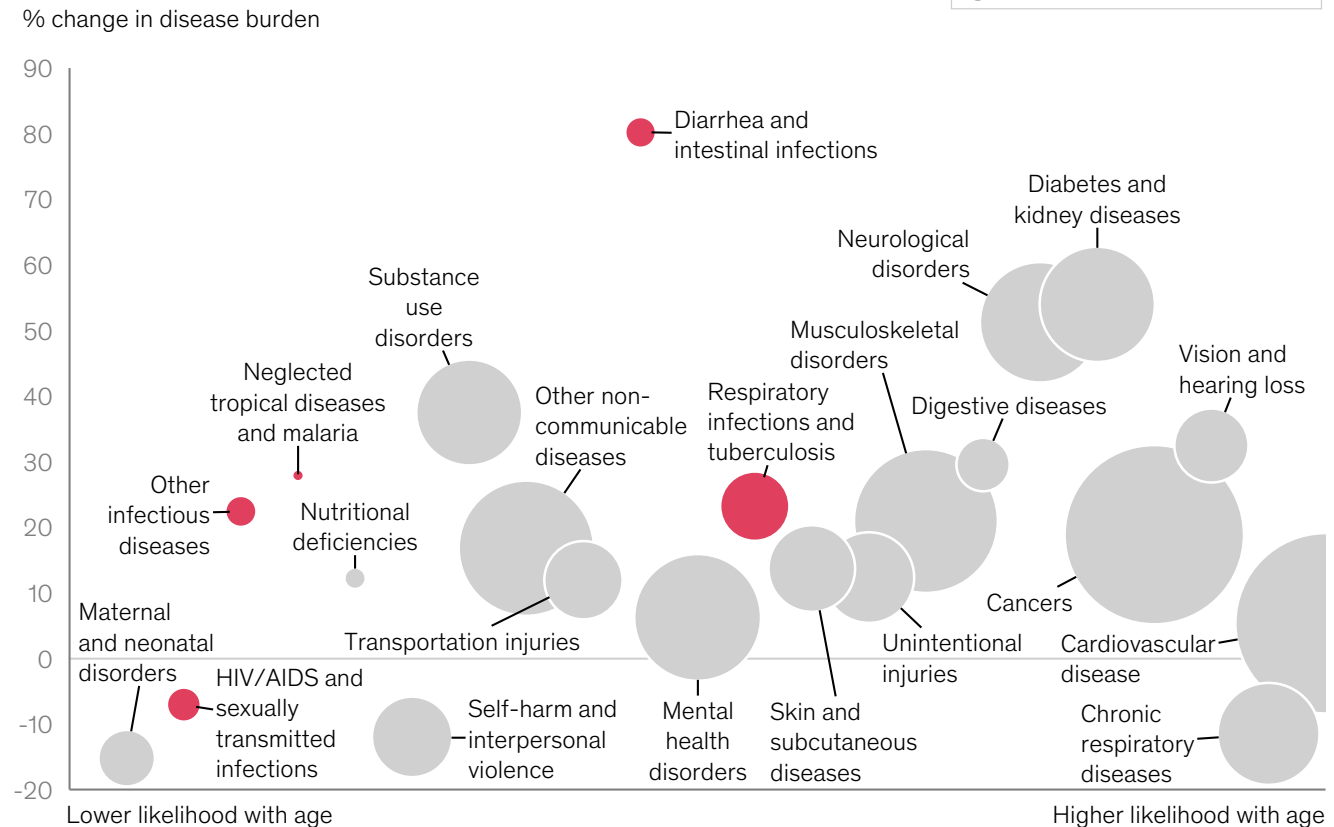 % change in disease burden
90
80
70
60
50
40
30
20
10
0
-10
-20
Diarrhea and
intestinal infections
Diabetes and
kidney diseases
Neurological
disorders
Substance
use
disorders
Musculoskeletal
disorders
Vision and
hearing loss
Neglected
tropical diseases
and malaria
Other non-
communicable
diseases
Respiratory
infections and
tuberculosis
Digestive diseases
Other
infectious
diseases
Nutritional
deficiencies
Maternal
and neonatal
disorders
Transportation injuries
Cancers
Unintentional
injuries
Cardiovascular
disease
HIV/AIDS and
sexually
transmitted
infections
Self-harm and
interpersonal
violence
Mental
health
disorders
Skin and
subcutaneous
diseases
Chronic
respiratory
diseases
Lower likelihood with age
Higher likelihood with age